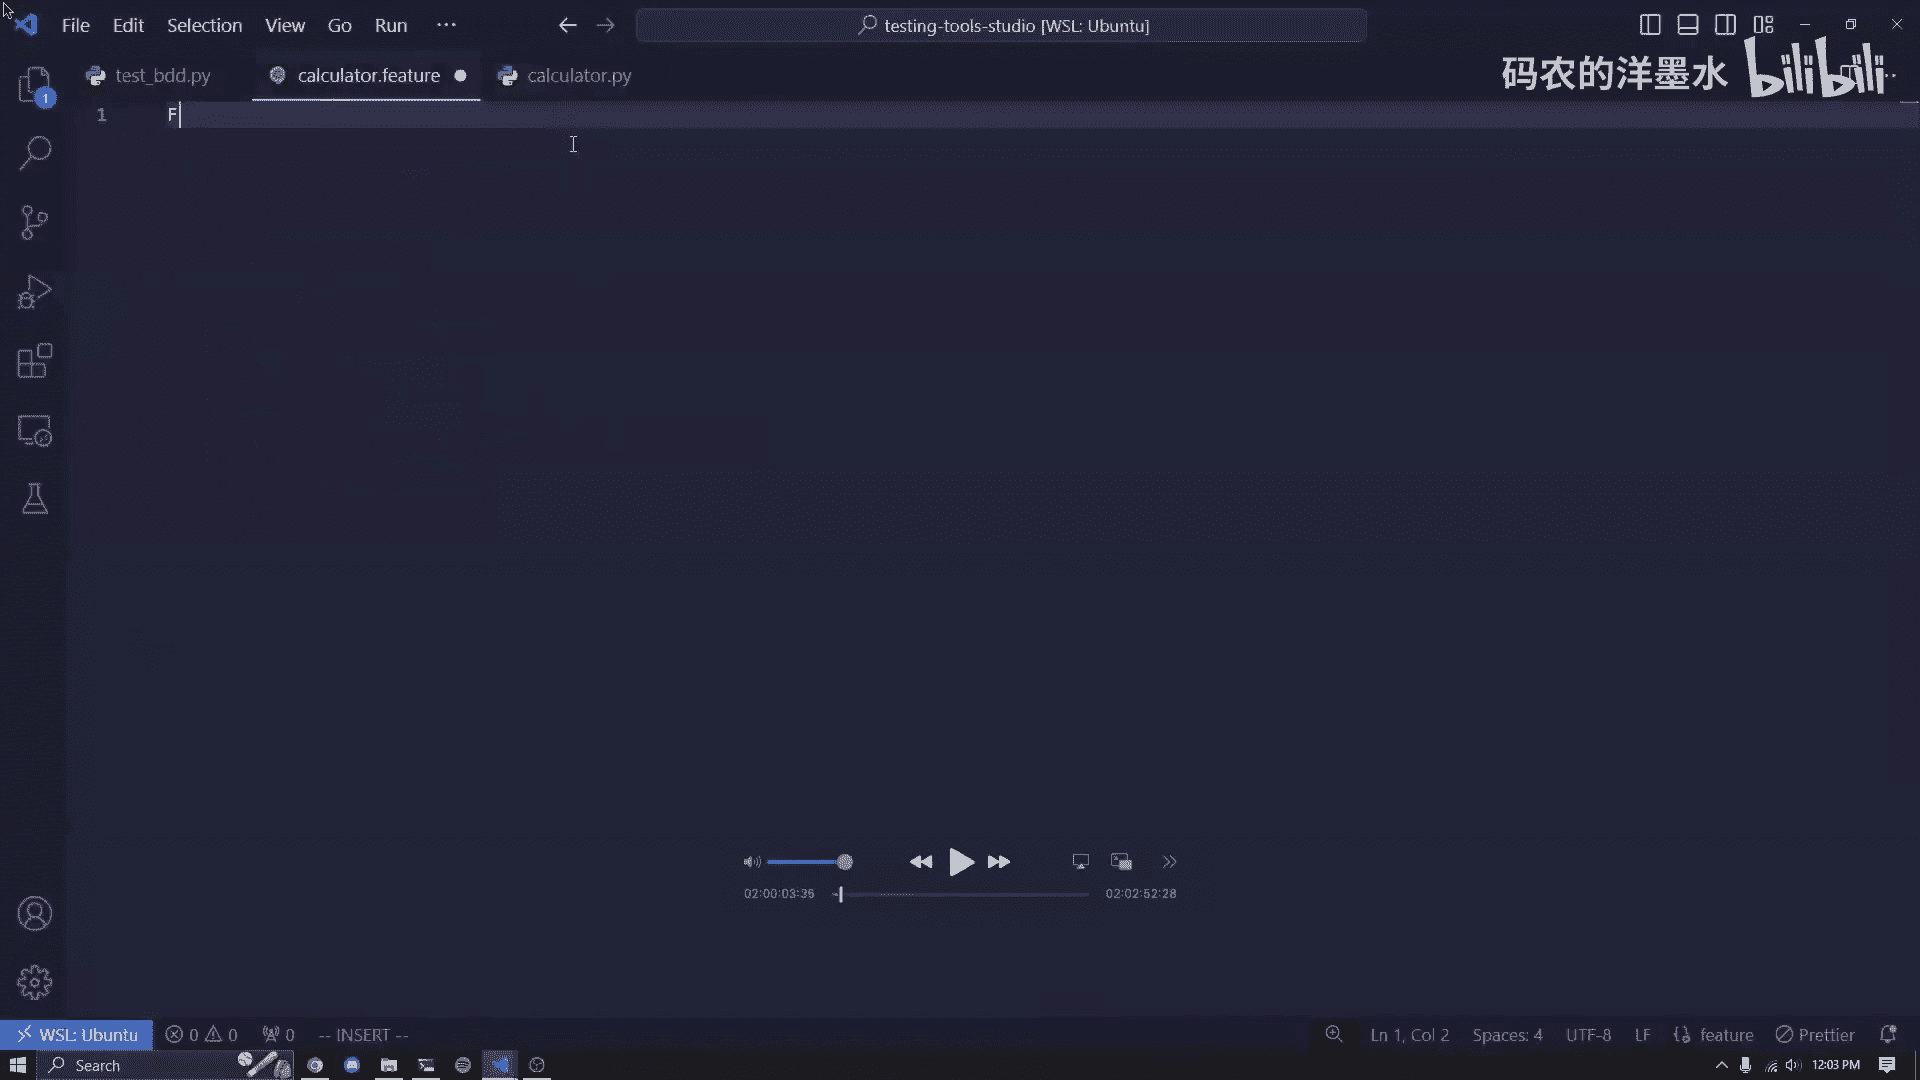 File Edit Selection View Go Run ···
testing-tools-studio [WSL: Ubuntu]
test_bdd.py
calculator.feature
calculator.py
码农的洋墨水 bilibili
1
1 F
02:00:03:35
02:02:52:28
WSL: Ubuntu 0 0 0 -- INSERT --
Ln 1, Col 2 Spaces: 4 UTF-8 LF feature Prettier
Search
12:03 PM